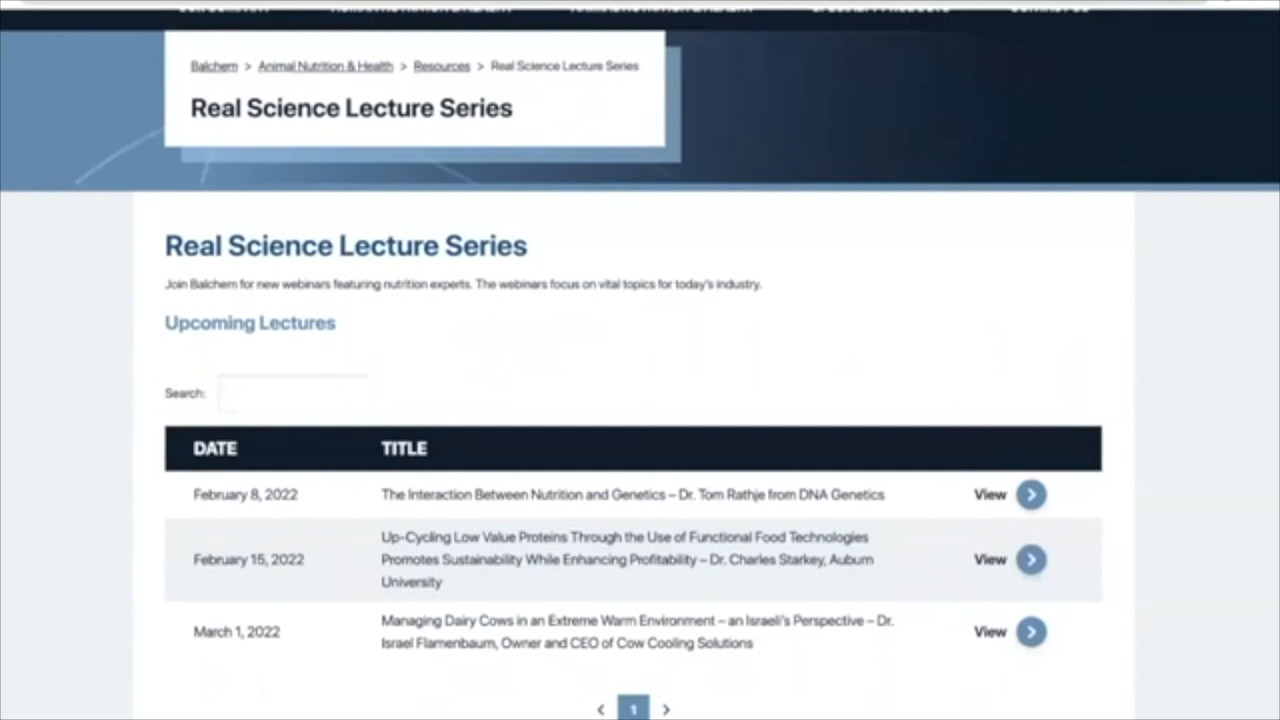 Balchem > Animal Nutrition & Health > Resources > Real Science Lecture Series
Real Science Lecture Series
Real Science Lecture Series
Join Balchem for new webinars featuring nutrition experts. The webinars focus on vital topics for today's industry.
Upcoming Lectures
Search:
DATE TITLE
February 8, 2022 The Interaction Between Nutrition and Genetics – Dr. Tom Rathje from DNA Genetics View
Up-Cycling Low Value Proteins Through the Use of Functional Food Technologies
February 15, 2022 Promotes Sustainability While Enhancing Profitability – Dr. Charles Starkey, Auburn View
University
Managing Dairy Cows in an Extreme Warm Environment – an Israeli's Perspective – Dr.
March 1, 2022 View
Israel Flamenbaum, Owner and CEO of Cow Cooling Solutions
< 1 >